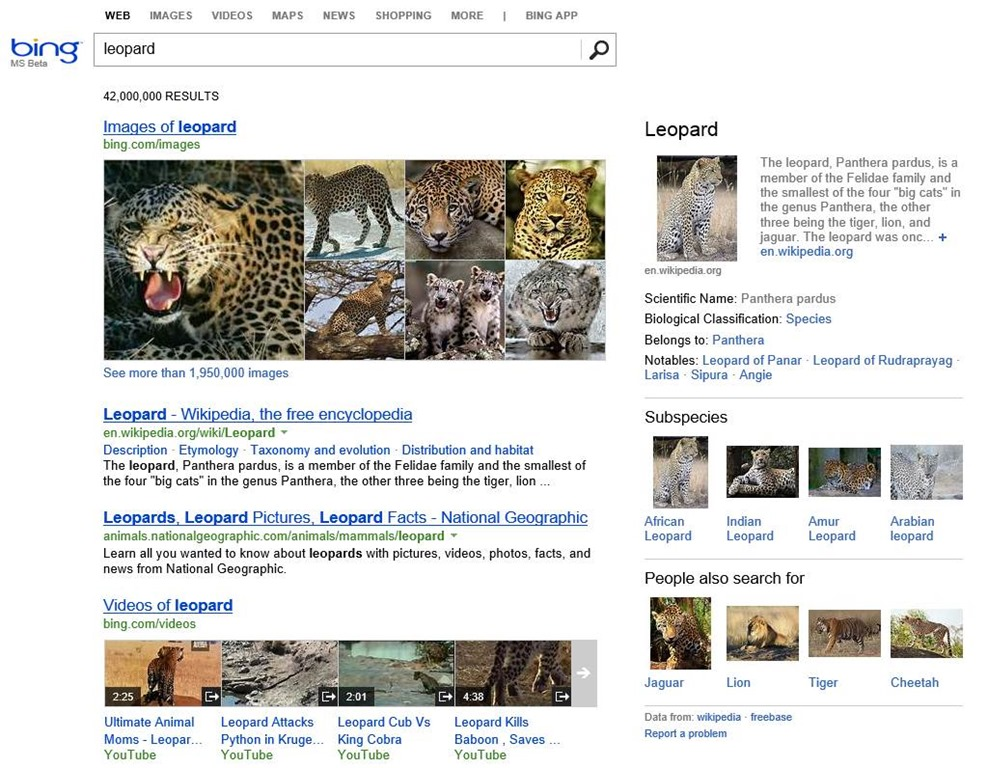 WEB IMAGES VIDEOS MAPS NEWS SHOPPING MORE | BING APP
bing
MS Beta
leopard
42,000,000 RESULTS
Images of leopard
bing.com/images
See more than 1,950,000 images
Leopard - Wikipedia, the free encyclopedia
en.wikipedia.org/wiki/Leopard
Description · Etymology · Taxonomy and evolution · Distribution and habitat
The leopard, Panthera pardus, is a member of the Felidae family and the smallest of
the four "big cats" in the genus Panthera, the other three being the tiger, lion ...
Leopards, Leopard Pictures, Leopard Facts - National Geographic
animals.nationalgeographic.com/animals/mammals/leopard
Learn all you wanted to know about leopards with pictures, videos, photos, facts, and
news from National Geographic.
Videos of leopard
bing.com/videos
2:25
2:01
4:38
Ultimate Animal
Moms - Leopar...
YouTube
Leopard Attacks
Python in Kruge...
YouTube
Leopard Cub Vs
King Cobra
YouTube
Leopard Kills
Baboon , Saves ...
YouTube
Leopard
The leopard, Panthera pardus, is a
member of the Felidae family and
the smallest of the four "big cats" in
the genus Panthera, the other
three being the tiger, lion, and
jaguar. The leopard was onc... +
en.wikipedia.org
en.wikipedia.org
Scientific Name: Panthera pardus
Biological Classification: Species
Belongs to: Panthera
Notables: Leopard of Panar · Leopard of Rudraprayag ·
Larisa · Sipura · Angie
Subspecies
African
Leopard
Indian
Leopard
Amur
Leopard
Arabian
leopard
People also search for
Jaguar
Lion
Tiger
Cheetah
Data from: wikipedia · freebase
Report a problem